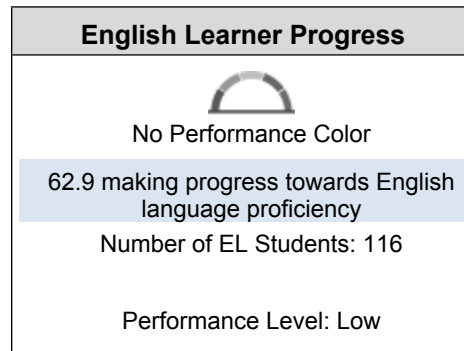 English Learner Progress
No Performance Color
62.9 making progress towards English
language proficiency
Number of EL Students: 116
Performance Level: Low